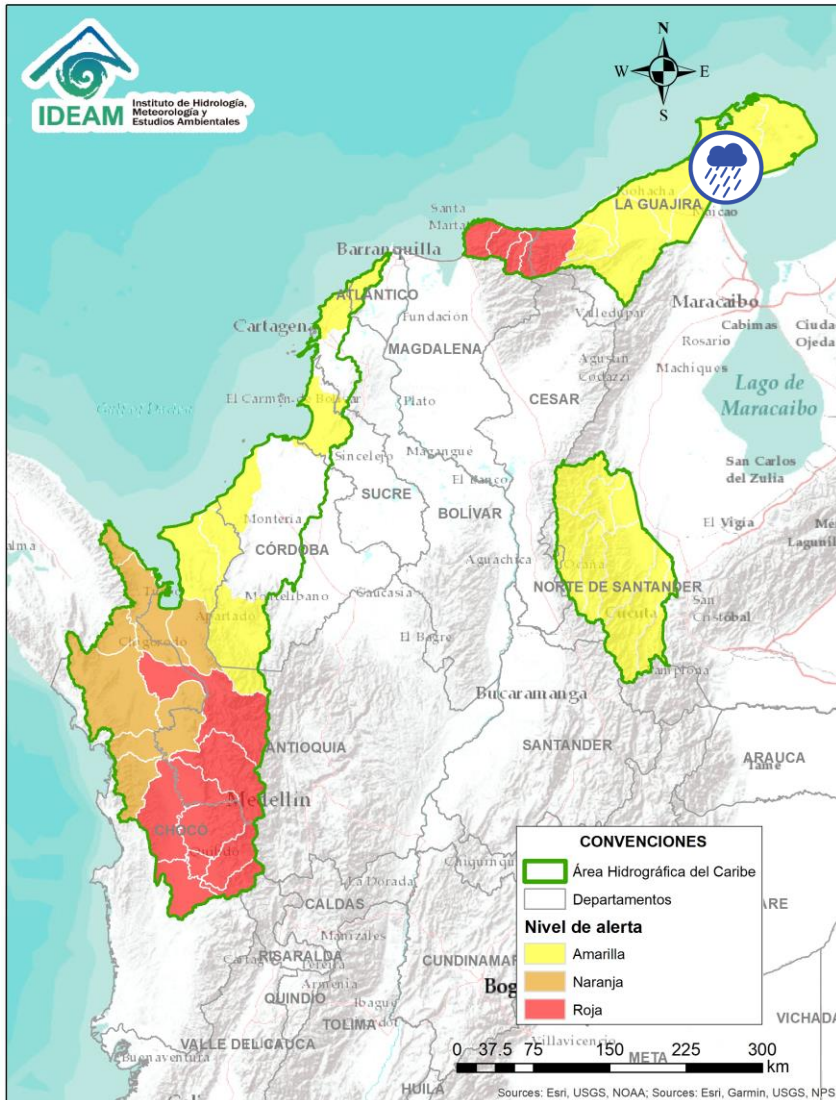 IDEAM
Instituto de Hidrología,
Meteorología y
Estudios Ambientales
N
W
E
S
LA GUAJIRA
Santa
Marta
Barranquilla
ATLÁNTICO
Maracaibo
Cartagena
Fundación
Valledupar
Cabimas
Ciudad
Rosario
Ojeda
MAGDALENA
Machiques
Agustín
Codazzi
CESAR
Lago de
Maracaibo
El Carmen de Bolívar
Plato
Sincelejo
Magangué
San Carlos
del Zulia
SUCRE
El Banco
BOLÍVAR
Montería
El Vigía
CÓRDOBA
Aguachica
Ocaña
NORTE DE SANTANDER
Montelibano
Caucasia
San
Cristóbal
Cúcuta
Apartadó
El Bagre
Chigorodó
Pamplona
Bucaramanga
ANTIOQUIA
SANTANDER
ARAUCA
Tame
Medellín
CHOCÓ
Quibdó
La Dorada
CALDAS
Manizales
RISARALDA
Pereira
Armenia
QUINDÍO
Ibagué
TOLIMA
VALLE DEL CAUCA
Buenaventura
Villavicencio
META
VICHADA
HUILA
CONVENCIONES
Área Hidrográfica del Caribe
Departamentos
Nivel de alerta
Amarilla
Naranja
Roja
0 37.5 75 150 225 300
km
Sources: Esri, USGS, NOAA; Sources: Esri, Garmin, USGS, NPS